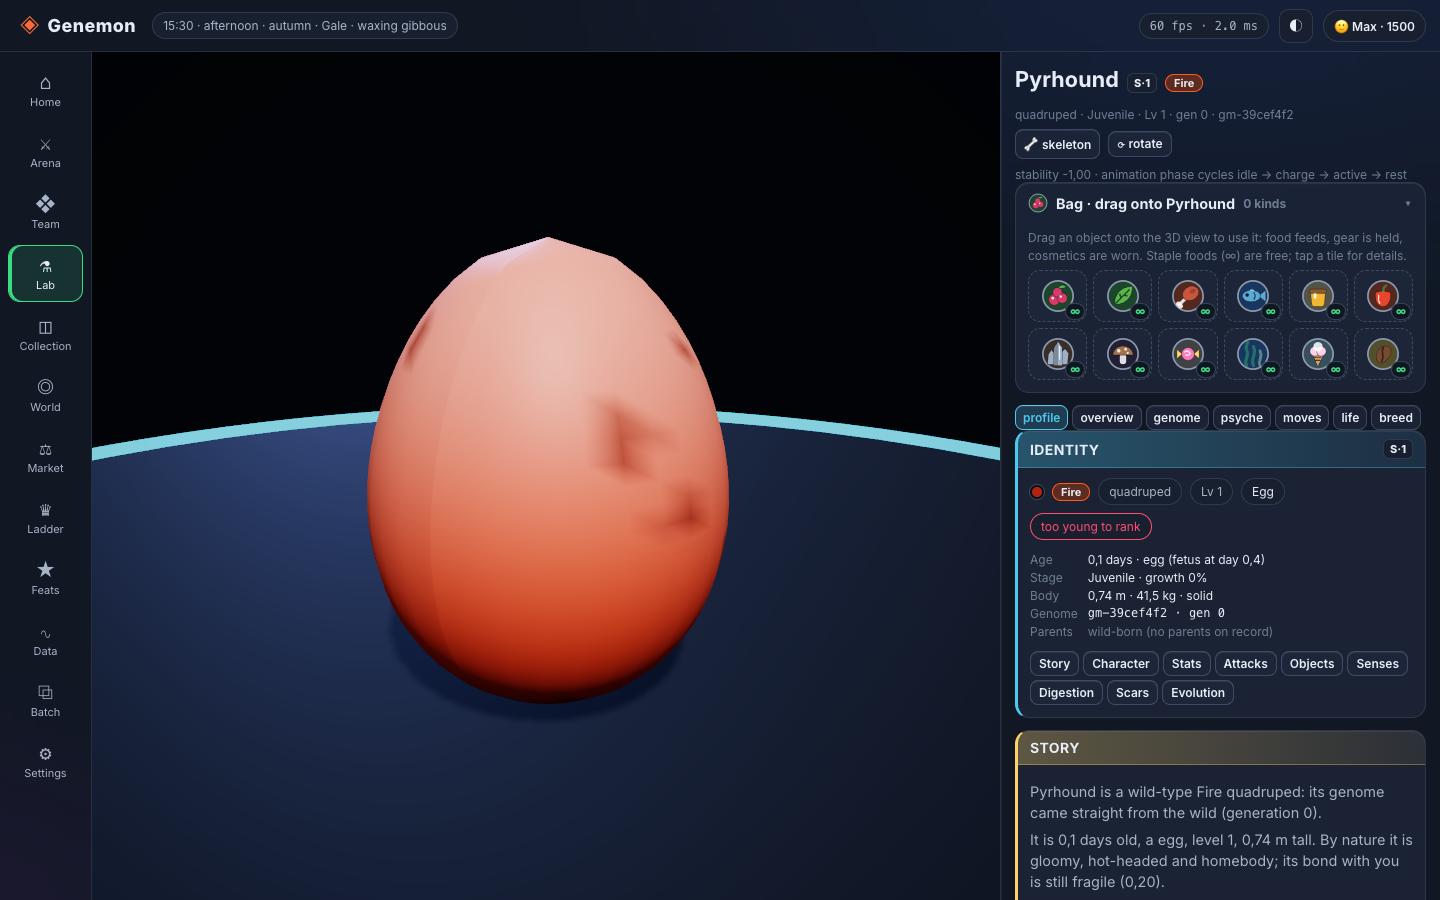 Genemon
15:30 · afternoon · autumn · Gale · waxing gibbous
60 fps · 2.0 ms
Max · 1500
Home
Arena
Team
Lab
Collection
World
Market
Ladder
Feats
Data
Batch
Settings
Pyrhound S·1 Fire
quadruped · Juvenile · Lv 1 · gen 0 · gm-39cef4f2
skeleton
rotate
stability -1,00 · animation phase cycles idle → charge → active → rest
Bag · drag onto Pyrhound 0 kinds
Drag an object onto the 3D view to use it: food feeds, gear is held,
cosmetics are worn. Staple foods (∞) are free; tap a tile for details.
∞ ∞ ∞ ∞ ∞ ∞
∞ ∞ ∞ ∞ ∞ ∞
profile overview genome psyche moves life breed
IDENTITY S·1
Fire quadruped Lv 1 Egg
too young to rank
Age 0,1 days · egg (fetus at day 0,4)
Stage Juvenile · growth 0%
Body 0,74 m · 41,5 kg · solid
Genome gm-39cef4f2 · gen 0
Parents wild-born (no parents on record)
Story Character Stats Attacks Objects Senses
Digestion Scars Evolution
STORY
Pyrhound is a wild-type Fire quadruped: its genome
came straight from the wild (generation 0).
It is 0,1 days old, a egg, level 1, 0,74 m tall. By nature it is
gloomy, hot-headed and homebody; its bond with you
is still fragile (0,20).